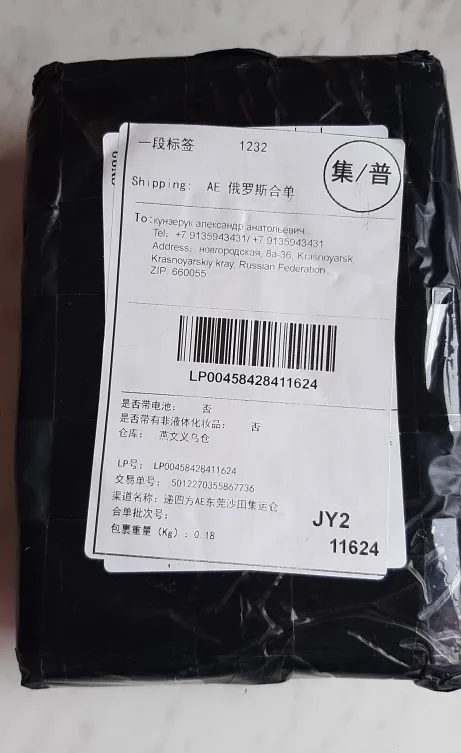 一段标签 1232
集/普
Shipping: AE 俄罗斯合单
To: кунзерук александр анатольевич
Tel: +7 9135943431/ +7 9135943431
Address: новгородская, 8а-36, Krasnoyarsk,
Krasnoyarskiy kray, Russian Federation
ZIP: 660055
LP00458428411624
是否带电池: 否
是否带有非液体化妆品: 否
仓库: 燕文义乌仓
LP号: LP00458428411624
交易单号: 5012270355867736
渠道名称: 递四方AE东莞沙田集运仓
合单批次号:
包裹重量(Kg): 0.18
JY2
11624